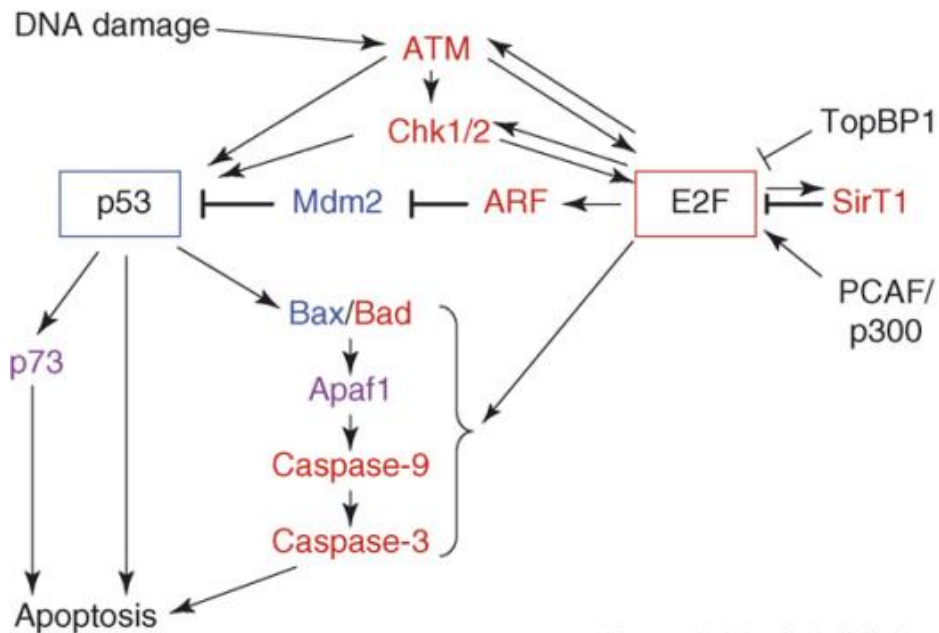 DNA damage
ATM
Chk1/2
TopBP1
p53
Mdm2
ARF
E2F
SirT1
PCAF/
p300
Bax/Bad
p73
Apaf1
Caspase-9
Caspase-3
Apoptosis